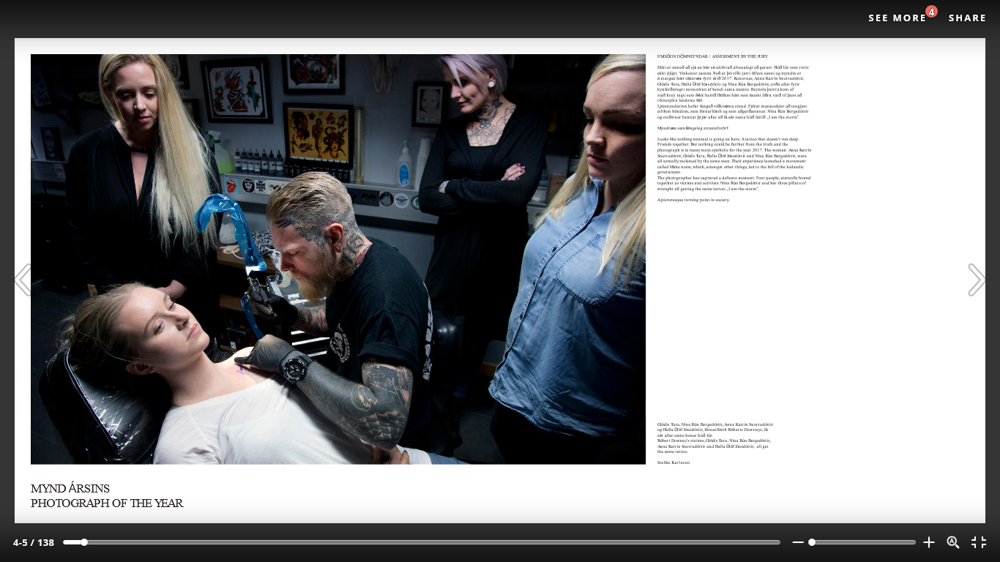 SEE MORE 4 SHARE
UMSÖGN DÓMNEFNDAR / ASSESSMENT BY THE JURY
Ekki er annað að sjá en hér sé eitthvað alvanalegt að gerast. Húð lúr sem ristir
ekki djúpt. Vinkonur saman. Það er þó víðs fjarri öllum sanni og myndin er
á margan hátt táknræn fyrir árið 2017. Konurnar, Anna Katrín Snorradóttir,
Glódís Tara, Halla Ólöf Jónsdóttir og Nína Rún Bergsdóttir, urðu allar fyrir
kynferðislegri misnotkun af hendi sama manns. Reynsla þeirra kom af
stað hreyfingu sem fékk heitið Höfum hátt sem ásamt öðru varð til þess að
ríkisstjórn landsins féll.
Ljósmyndarinn hefur fangað viðkvæma stund. Fjórar manneskjur að tengjast
eilífum böndum, sem fórnarlömb og sem aðgerðasinnar. Nína Rún Bergsdóttir
og stoðirnar hennar þrjár allar að fá sér sama húð lúrið: „I am the storm".
Myndræn samfélagsleg straumhvörf.
Looks like nothing unusual is going on here. A tattoo that doesn't run deep.
Friends together. But nothing could be further from the truth and the
photograph is in many ways symbolic for the year 2017. The women: Anna Katrín
Snorradóttir, Glódís Tara, Halla Ólöf Jónsdóttir and Nína Rún Bergsdóttir, were
all sexually molested by the same man. Their experience launched a movement
called Make noise, which, amongst other things, led to the fall of the Icelandic
government.
The photographer has captured a delicate moment: Four people, eternally bound
together as victims and activists. Nína Rún Bergsdóttir and her three pillars of
strenght all getting the same tattoo: „I am the storm".
A picturesque turning point in society.
Glódís Tara, Nína Rún Bergsdóttir, Anna Katrín Snorradóttir
og Halla Ólöf Jónsdóttir, fórnarlömb Roberts Downeys, fá
sér allar sams konar húð lúr.
Robert Downey's victims, Glódís Tara, Nína Rún Bergsdóttir,
Anna Katrín Snorradóttir and Halla Ólöf Jónsdóttir, all get
the same tattoo.
Stefán Karlsson
MYND ÁRSINS
PHOTOGRAPH OF THE YEAR
4-5 / 138